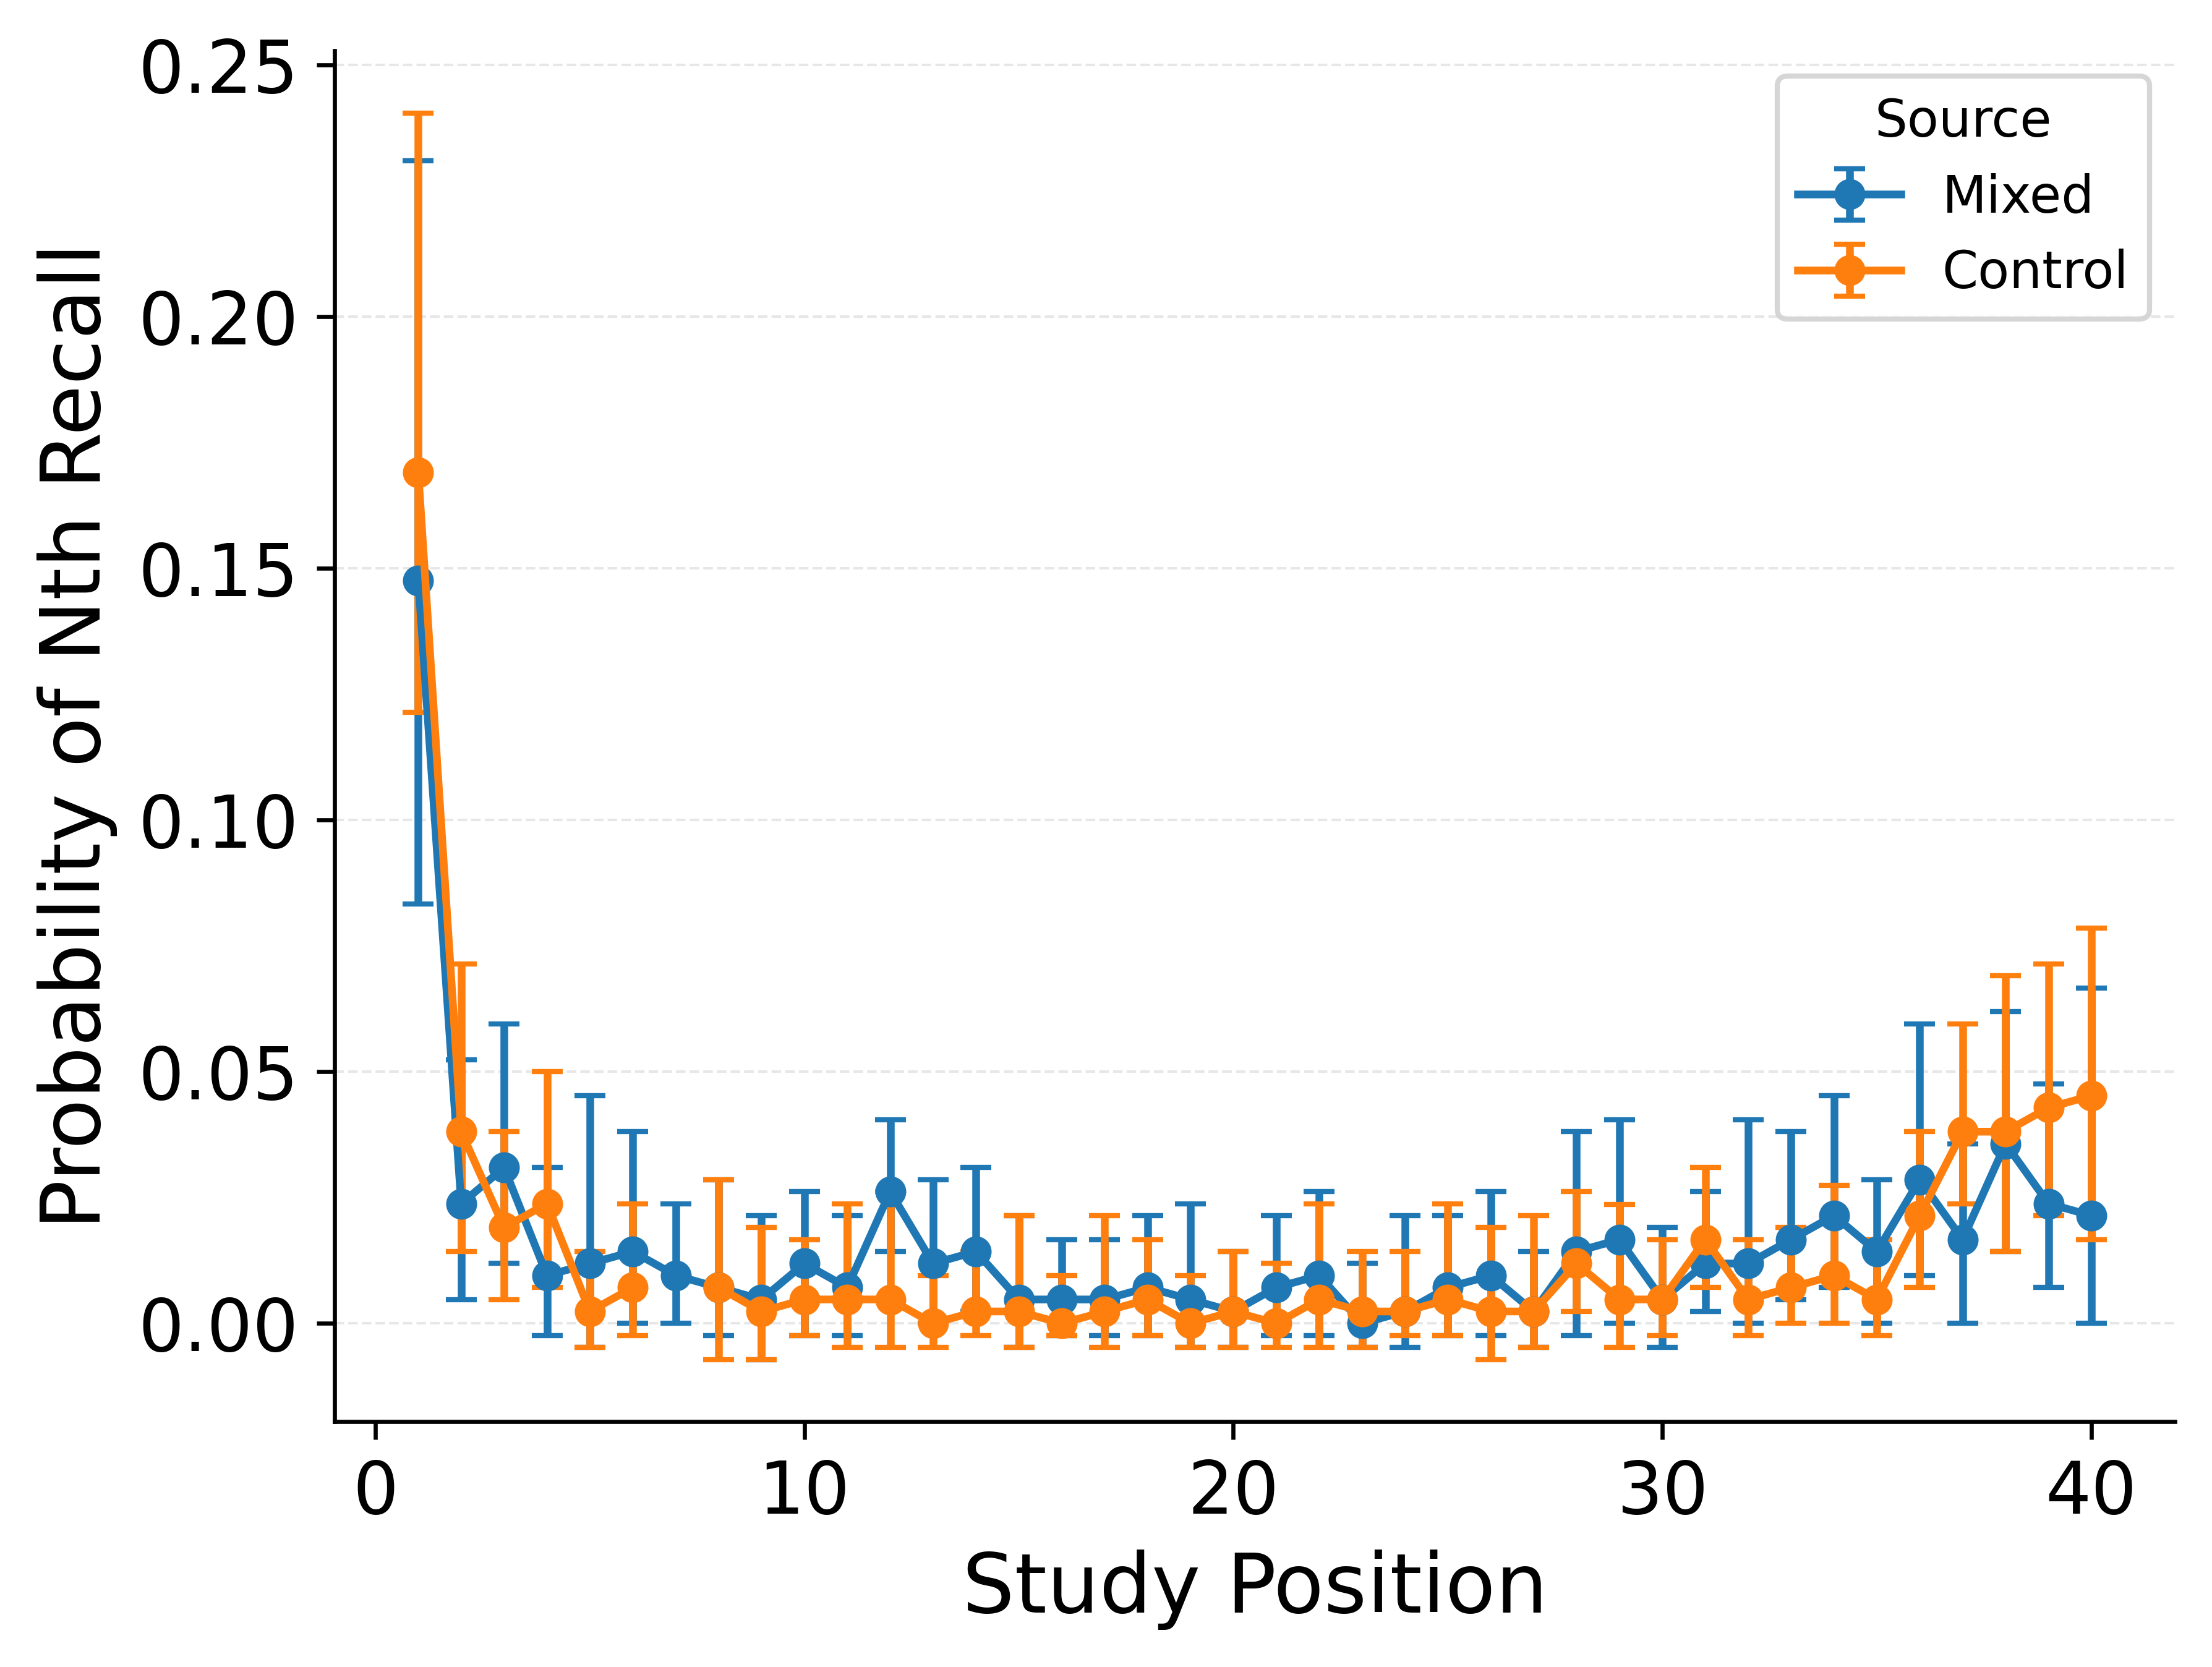 Probability of Nth Recall
0.25
0.20
0.15
0.10
0.05
0.00
Source
Mixed
Control
0 10 20 30 40
Study Position